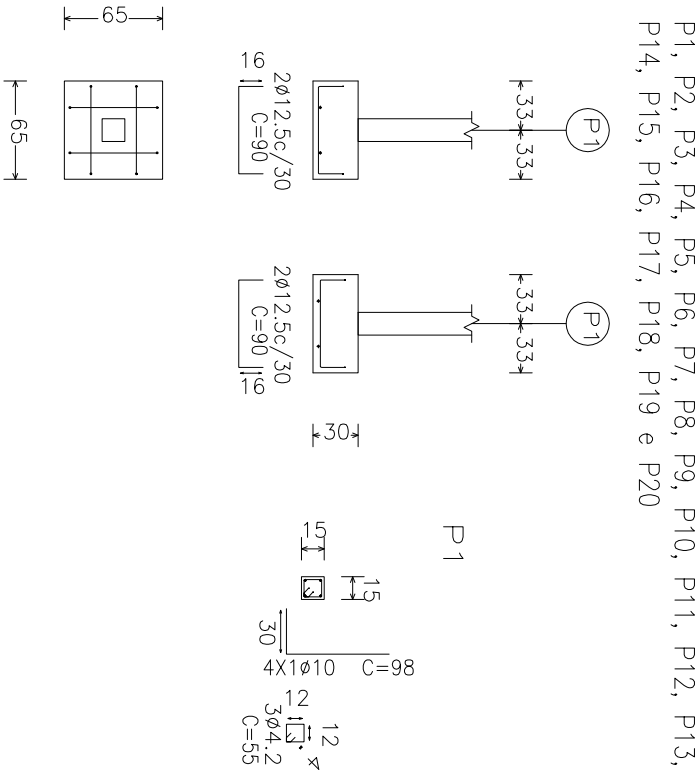 P1, P2, P3, P4, P5, P6, P7, P8, P9, P10, P11, P12, P13,
P14, P15, P16, P17, P18, P19 e P20
P1
33
33
P1
33
33
30
16
2ø12.5c/30
C=90
2ø12.5c/30
C=90
16
65
65
P1
15
15
30
4X1ø10 C=98
12
12
3ø4.2
C=55